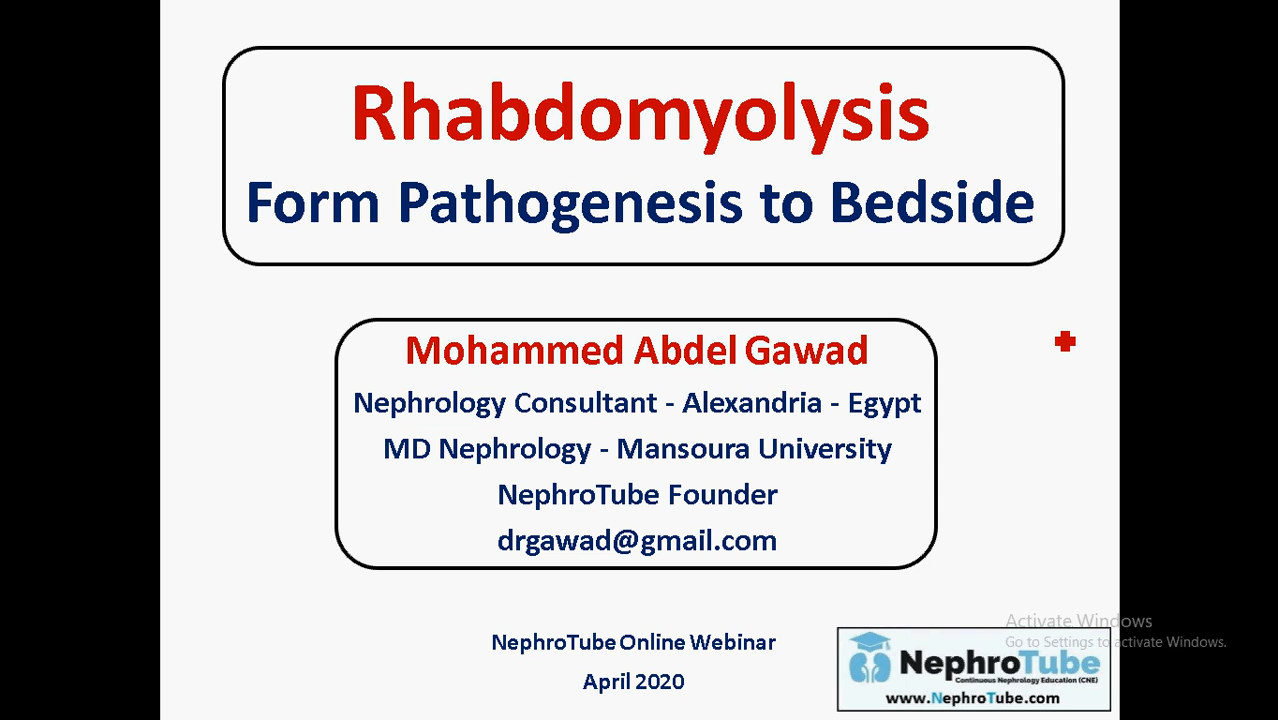 Rhabdomyolysis
Form Pathogenesis to Bedside
Mohammed Abdel Gawad
Nephrology Consultant - Alexandria - Egypt
MD Nephrology - Mansoura University
NephroTube Founder
drgawad@gmail.com
NephroTube Online Webinar
April 2020
Activate Windows
Go to Settings to activate Windows.
NephroTube
Continuous Nephrology Education (CNE)
www.NephroTube.com